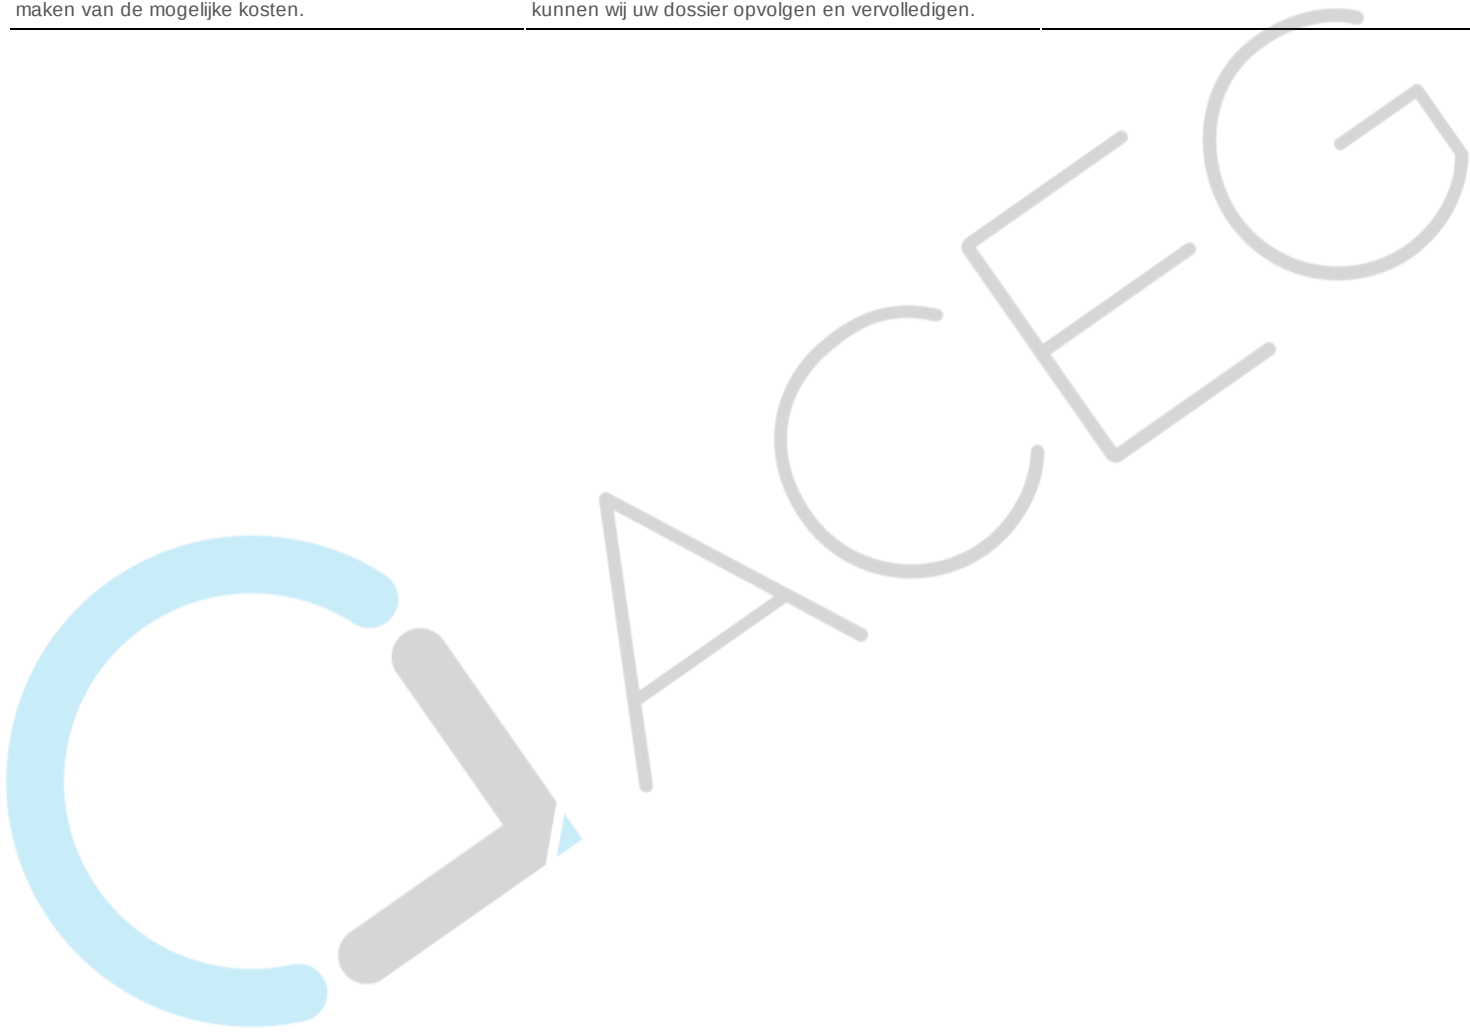 maken van de mogelijke kosten.
kunnen wij uw dossier opvolgen en vervolledigen.
ACEG